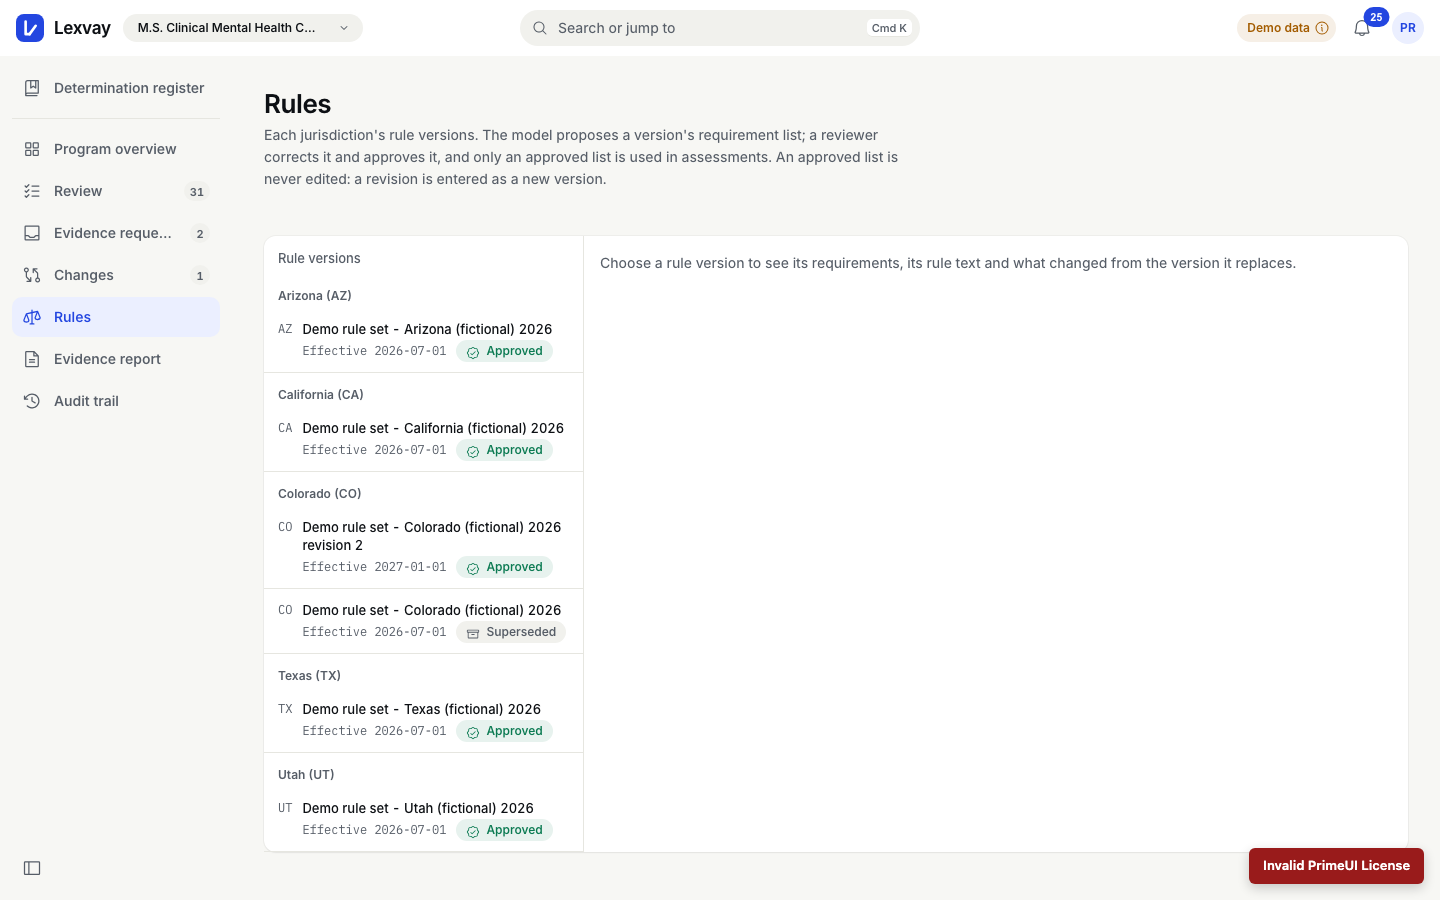 Lexvay
M.S. Clinical Mental Health C...
Search or jump to
Cmd K
Demo data
25
PR
Determination register
Program overview
Review 31
Evidence reque... 2
Changes 1
Rules
Evidence report
Audit trail
Rules
Each jurisdiction's rule versions. The model proposes a version's requirement list; a reviewer
corrects it and approves it, and only an approved list is used in assessments. An approved list is
never edited: a revision is entered as a new version.
Rule versions
Arizona (AZ)
AZ Demo rule set - Arizona (fictional) 2026
Effective 2026-07-01 Approved
California (CA)
CA Demo rule set - California (fictional) 2026
Effective 2026-07-01 Approved
Colorado (CO)
CO Demo rule set - Colorado (fictional) 2026
revision 2
Effective 2027-01-01 Approved
CO Demo rule set - Colorado (fictional) 2026
Effective 2026-07-01 Superseded
Texas (TX)
TX Demo rule set - Texas (fictional) 2026
Effective 2026-07-01 Approved
Utah (UT)
UT Demo rule set - Utah (fictional) 2026
Effective 2026-07-01 Approved
Choose a rule version to see its requirements, its rule text and what changed from the version it replaces.
Invalid PrimeUI License